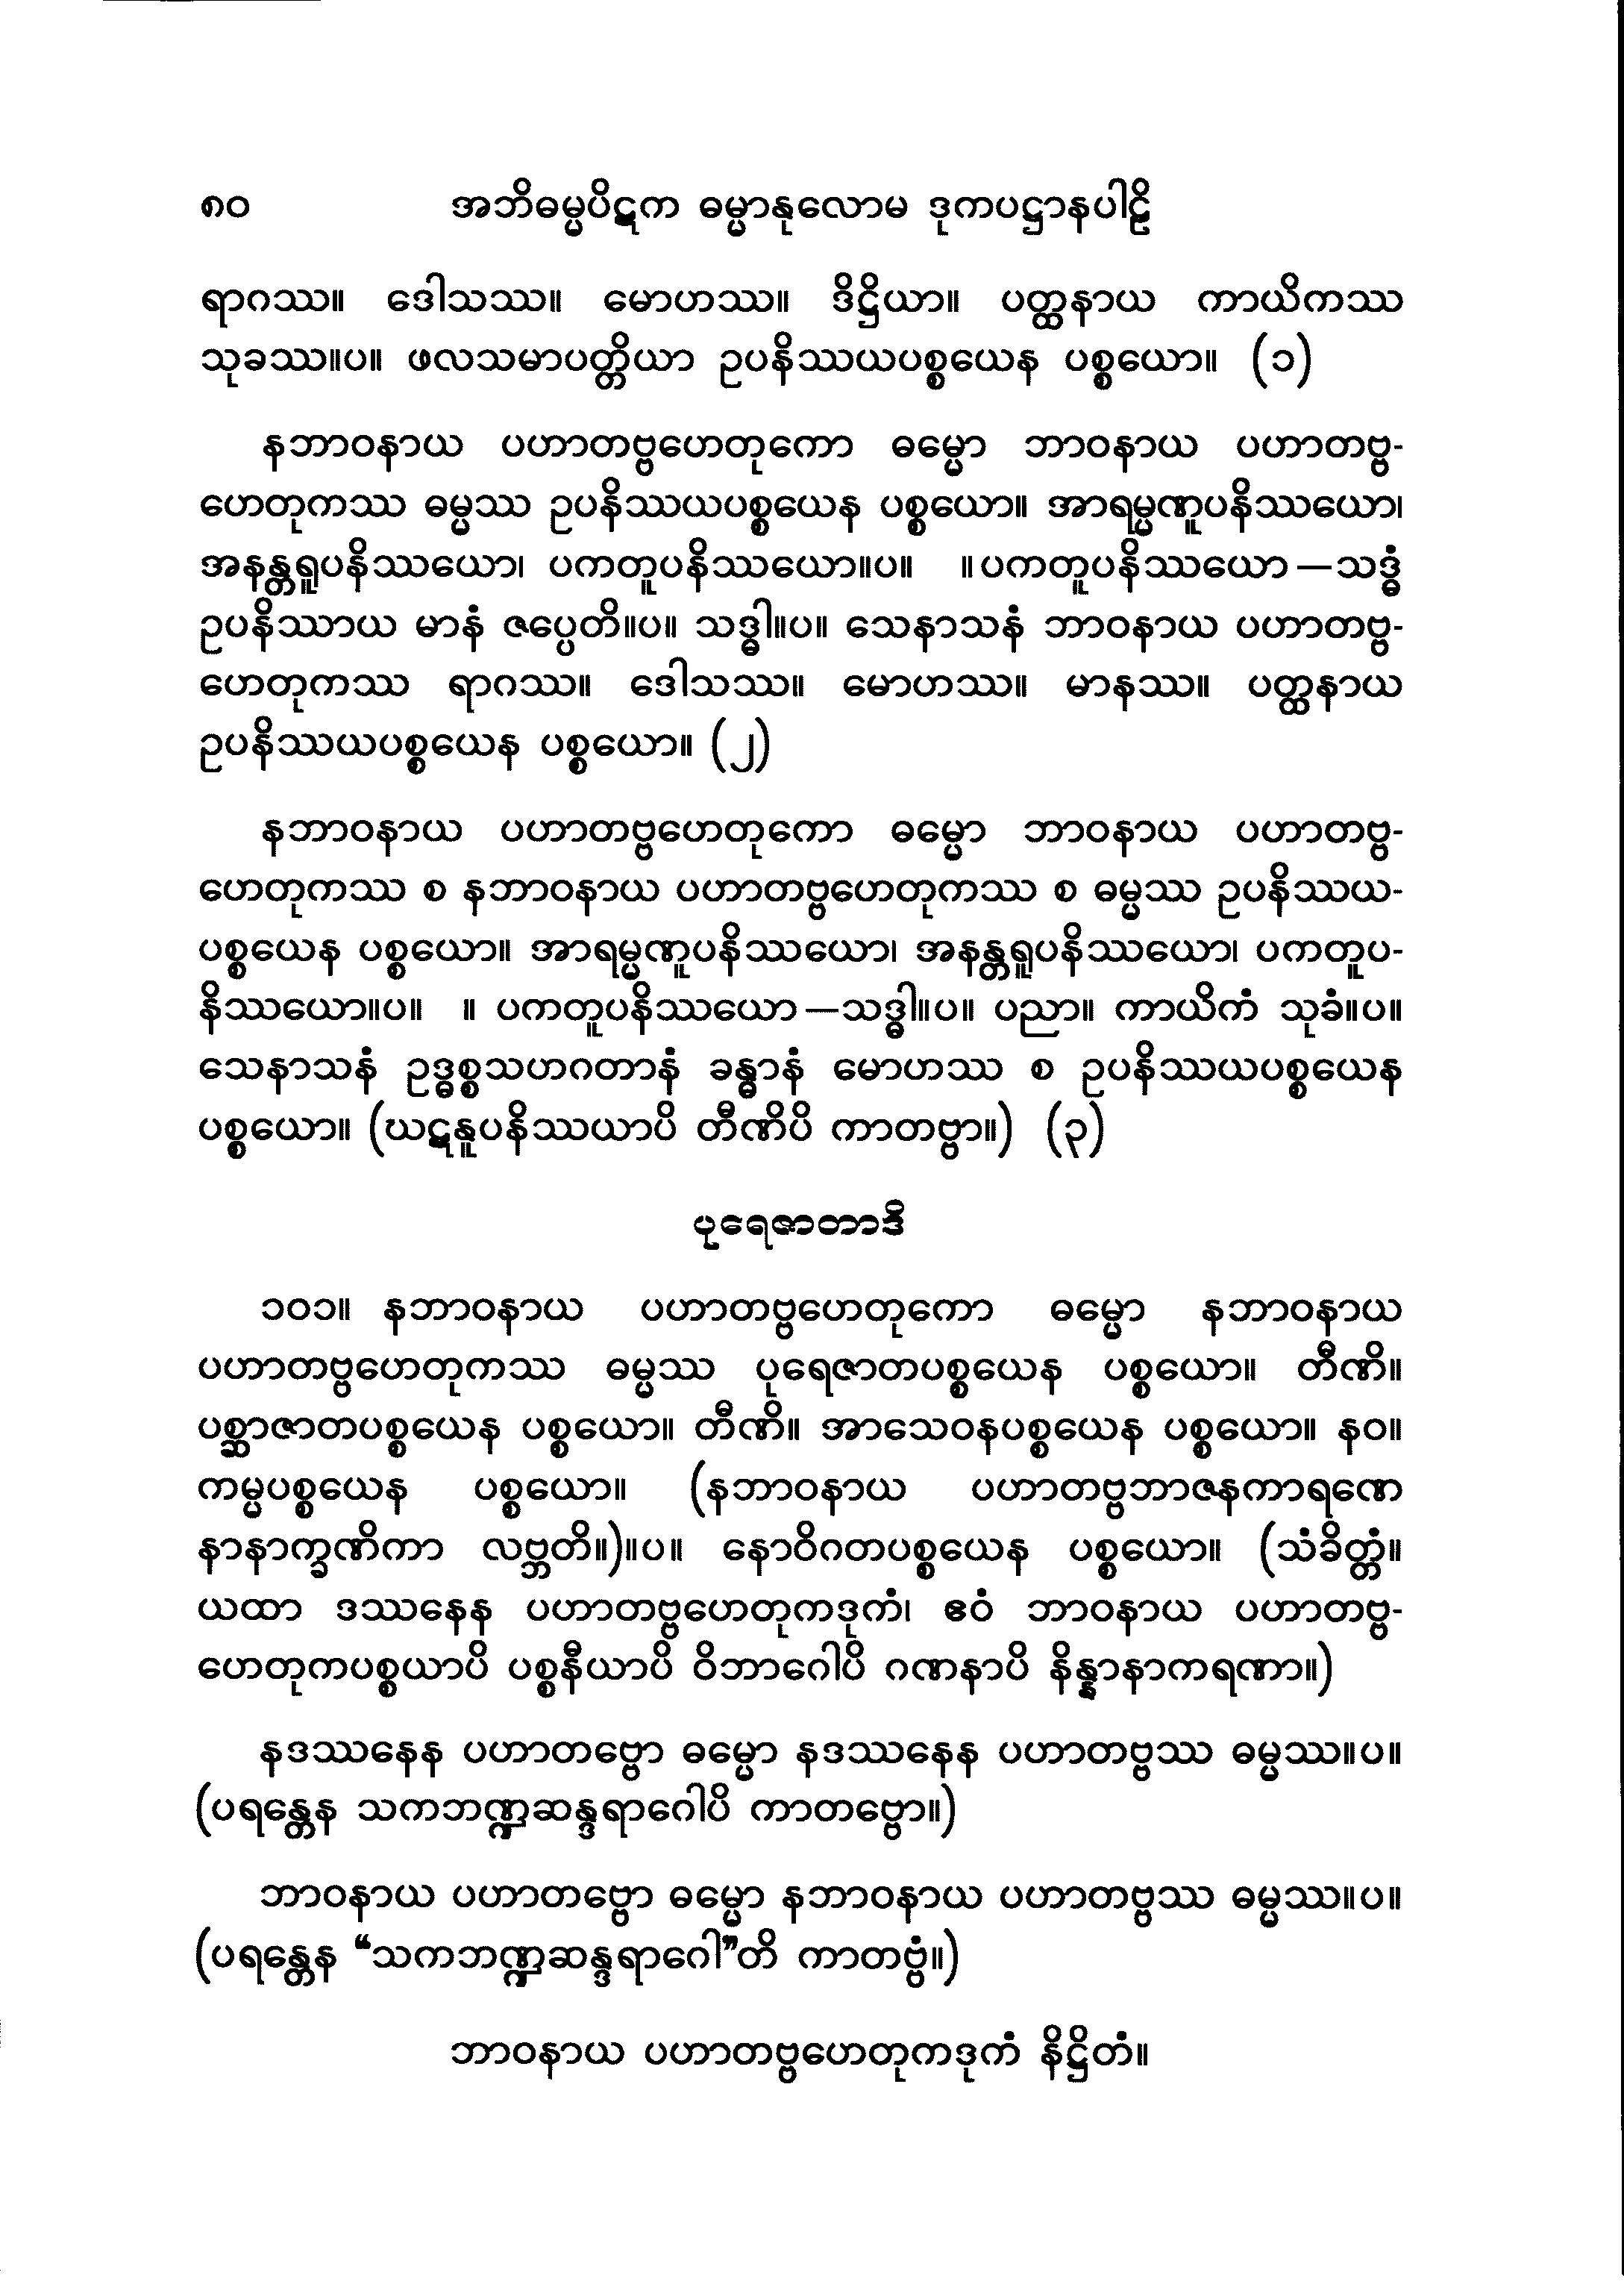 ၈၀ အဘိဓမ္မပိဋက ဓမ္မာနုလောမ ဒုကပဋ္ဌာနပါဠိ
ရာဂဿ။ ဒေါသဿ။ မောဟဿ။ ဒိဋ္ဌိယာ။ ပတ္ထနာယ ကာယိကဿ
သုခဿ။ပ။ ဖလသမာပတ္တိယာ ဥပနိဿယပစ္စယေန ပစ္စယော။ (၁)
နဘာဝနာယ ပဟာတဗ္ဗဟေတုကော ဓမ္မော ဘာဝနာယ ပဟာတဗ္ဗ-
ဟေတုကဿ ဓမ္မဿ ဥပနိဿယပစ္စယေန ပစ္စယော။ အာရမ္မဏူပနိဿယော၊
အနန္တရူပနိဿယော၊ ပကတူပနိဿယော။ပ။ ။ပကတူပနိဿယော—သဒ္ဓံ
ဥပနိဿာယ မာနံ ဇပ္ပေတိ။ပ။ သဒ္ဓါ။ပ။ သေနာသနံ ဘာဝနာယ ပဟာတဗ္ဗ-
ဟေတုကဿ ရာဂဿ။ ဒေါသဿ။ မောဟဿ။ မာနဿ။ ပတ္ထနာယ
ဥပနိဿယပစ္စယေန ပစ္စယော။ (၂)
နဘာဝနာယ ပဟာတဗ္ဗဟေတုကော ဓမ္မော ဘာဝနာယ ပဟာတဗ္ဗ-
ဟေတုကဿ စ နဘာဝနာယ ပဟာတဗ္ဗဟေတုကဿ စ ဓမ္မဿ ဥပနိဿယ-
ပစ္စယေန ပစ္စယော။ အာရမ္မဏူပနိဿယော၊ အနန္တရူပနိဿယော၊ ပကတူပ-
နိဿယော။ပ။ ။ ပကတူပနိဿယော—သဒ္ဓါ။ပ။ ပညာ။ ကာယိကံ သုခံ။ပ။
သေနာသနံ ဥဒ္ဓစ္စသဟဂတာနံ ခန္ဓာနံ မောဟဿ စ ဥပနိဿယပစ္စယေန
ပစ္စယော။ (ဃဋနူပနိဿယာပိ တီဏိပိ ကာတဗ္ဗာ။) (၃)
ပုရေဇာတာဒိ
၁၀၁။ နဘာဝနာယ ပဟာတဗ္ဗဟေတုကော ဓမ္မော နဘာဝနာယ
ပဟာတဗ္ဗဟေတုကဿ ဓမ္မဿ ပုရေဇာတပစ္စယေန ပစ္စယော။ တီဏိ။
ပစ္ဆာဇာတပစ္စယေန ပစ္စယော။ တီဏိ။ အာသေဝနပစ္စယေန ပစ္စယော။ နဝ။
ကမ္မပစ္စယေန ပစ္စယော။ (နဘာဝနာယ ပဟာတဗ္ဗဘာဇနကာရဏေ
နာနာက္ခဏိကာ လဗ္ဘတိ။)။ပ။ နောဝိဂတပစ္စယေန ပစ္စယော။ (သံခိတ္တံ။
ယထာ ဒဿနေန ပဟာတဗ္ဗဟေတုကဒုကံ၊ ဧဝံ ဘာဝနာယ ပဟာတဗ္ဗ-
ဟေတုကပစ္စယာပိ ပစ္စနီယာပိ ဝိဘာဂေါပိ ဂဏနာပိ နိန္နာနာကရဏာ။)
နဒဿနေန ပဟာတဗ္ဗော ဓမ္မော နဒဿနေန ပဟာတဗ္ဗဿ ဓမ္မဿ။ပ။
(ပရန္တေန သကဘဏ္ဍဆန္ဒရာဂေါပိ ကာတဗ္ဗော။)
ဘာဝနာယ ပဟာတဗ္ဗော ဓမ္မော နဘာဝနာယ ပဟာတဗ္ဗဿ ဓမ္မဿ။ပ။
(ပရန္တေန “သကဘဏ္ဍဆန္ဒရာဂေါ”တိ ကာတဗ္ဗံ။)
ဘာဝနာယ ပဟာတဗ္ဗဟေတုကဒုကံ နိဋ္ဌိတံ။